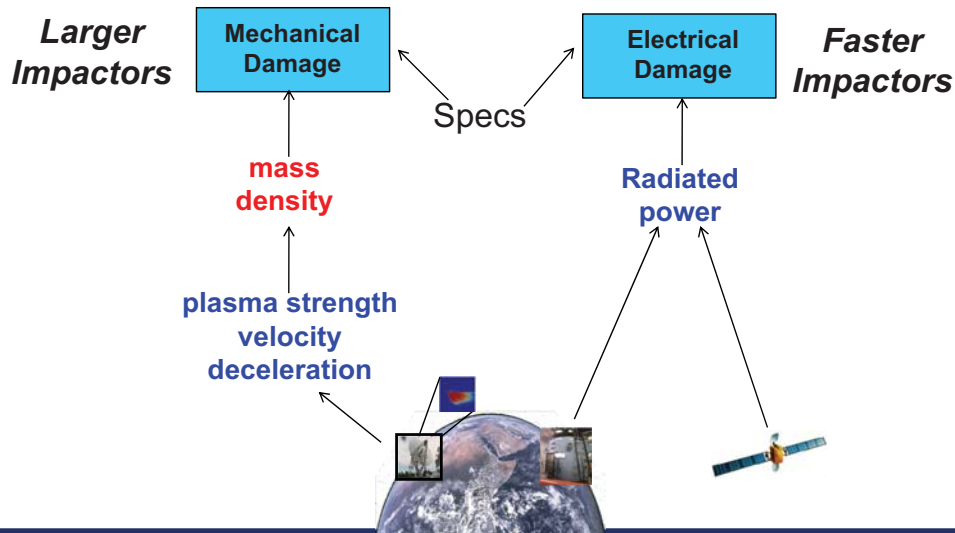 Larger
Impactors
Mechanical
Damage
Electrical
Damage
Faster
Impactors
Specs
mass
density
Radiated
power
plasma strength
velocity
deceleration